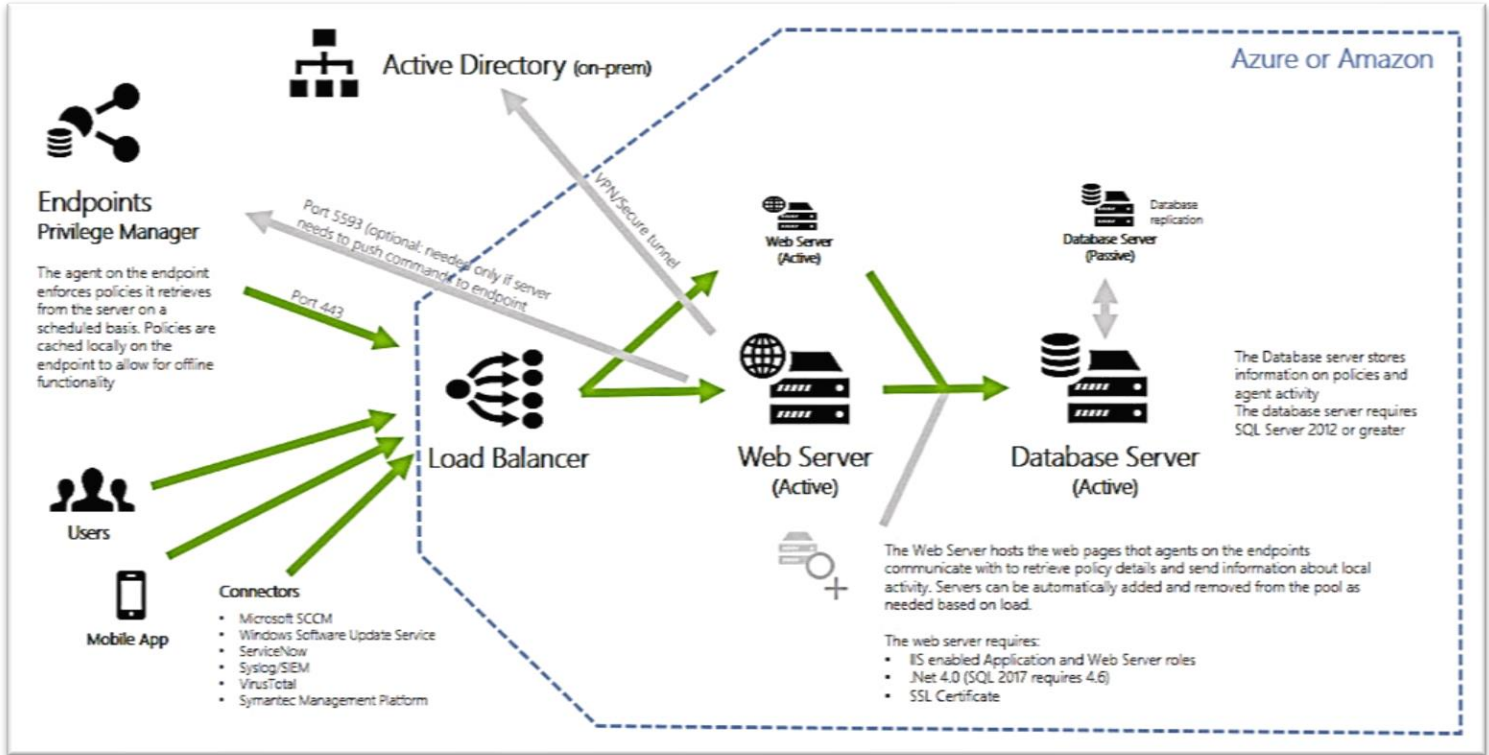 Azure or Amazon
Active Directory (on-prem)
Endpoints
Privilege Manager
The agent on the endpoint
enforces policies it retrieves
from the server on a
scheduled basis. Policies are
cached locally on the
endpoint to allow for offline
functionality
Port 5593 (optional: needed only if server
needs to push commands to endpoint
VPN/Secure tunnel
Port 443
Web Server
(Active)
Database
replication
Database Server
(Passive)
Load Balancer
Web Server
(Active)
Database Server
(Active)
The Database server stores
information on policies and
agent activity
The database server requires
SQL Server 2012 or greater
Users
Mobile App
Connectors
• Microsoft SCCM
• Windows Software Update Service
• ServiceNow
• Syslog/SIEM
• VirusTotal
• Symantec Management Platform
The Web Server hosts the web pages that agents on the endpoints
communicate with to retrieve policy details and send information about local
activity. Servers can be automatically added and removed from the pool as
needed based on load.
The web server requires:
• IIS enabled Application and Web Server roles
• .Net 4.0 (SQL 2017 requires 4.6)
• SSL Certificate